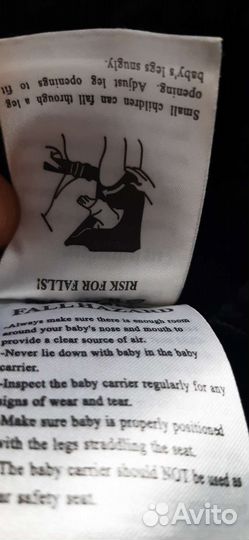 Small children can fall through a leg
opening. Adjust leg openings to fit
baby's legs snugly.
RISK FOR FALLS!
FALL HAZARD
-Always make sure there is enough room
around your baby's nose and mouth to
provide a clear source of air.
-Never lie down with baby in the baby
carrier.
-Inspect the baby carrier regularly for any
signs of wear and tear.
-Make sure baby is properly positioned
with the legs straddling the seat.
-The baby carrier should NOT be used as
ar safety seat.
Avito